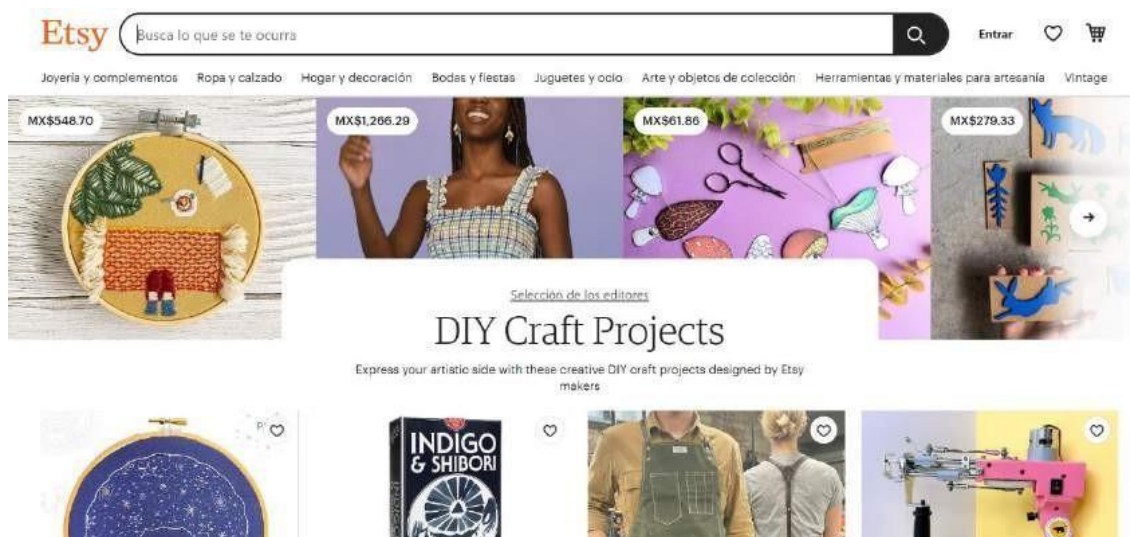 Etsy
Busca lo que se te ocurra
Entrar
Joyería y complementos Ropa y calzado Hogar y decoración Bodas y fiestas Juguetes y ocio Arte y objetos de colección Herramientas y materiales para artesanía Vintage
MX$548.70
MX$1,266.29
MX$61.86
MX$279.33
Selección de los editores
DIY Craft Projects
Express your artistic side with these creative DIY craft projects designed by Etsy
makers
INDIGO
& SHIBORI